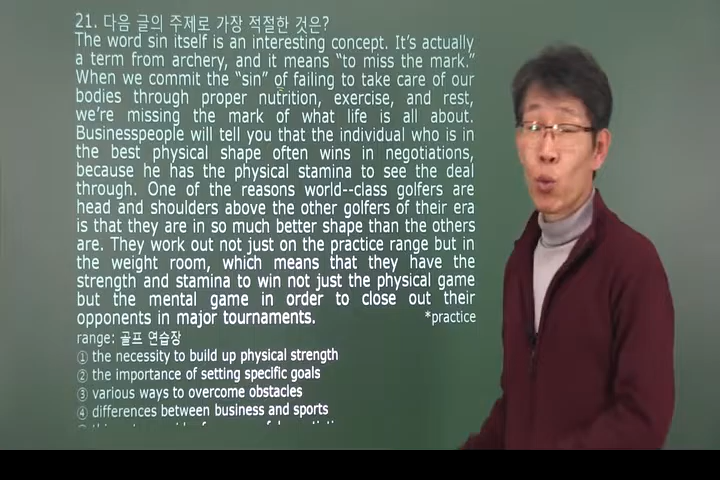 21. 다음 글의 주제로 가장 적절한 것은?
The word sin itself is an interesting concept. It's actually
a term from archery, and it means “to miss the mark.”
When we commit the “sin” of failing to take care of our
bodies through proper nutrition, exercise, and rest,
we're missing the mark of what life is all about.
Businesspeople will tell you that the individual who is in
the best physical shape often wins in negotiations,
because he has the physical stamina to see the deal
through. One of the reasons world--class golfers are
head and shoulders above the other golfers of their era
is that they are in so much better shape than the others
are. They work out not just on the practice range but in
the weight room, which means that they have the
strength and stamina to win not just the physical game
but the mental game in order to close out their
opponents in major tournaments. *practice
range: 골프 연습장
① the necessity to build up physical strength
② the importance of setting specific goals
③ various ways to overcome obstacles
④ differences between business and sports